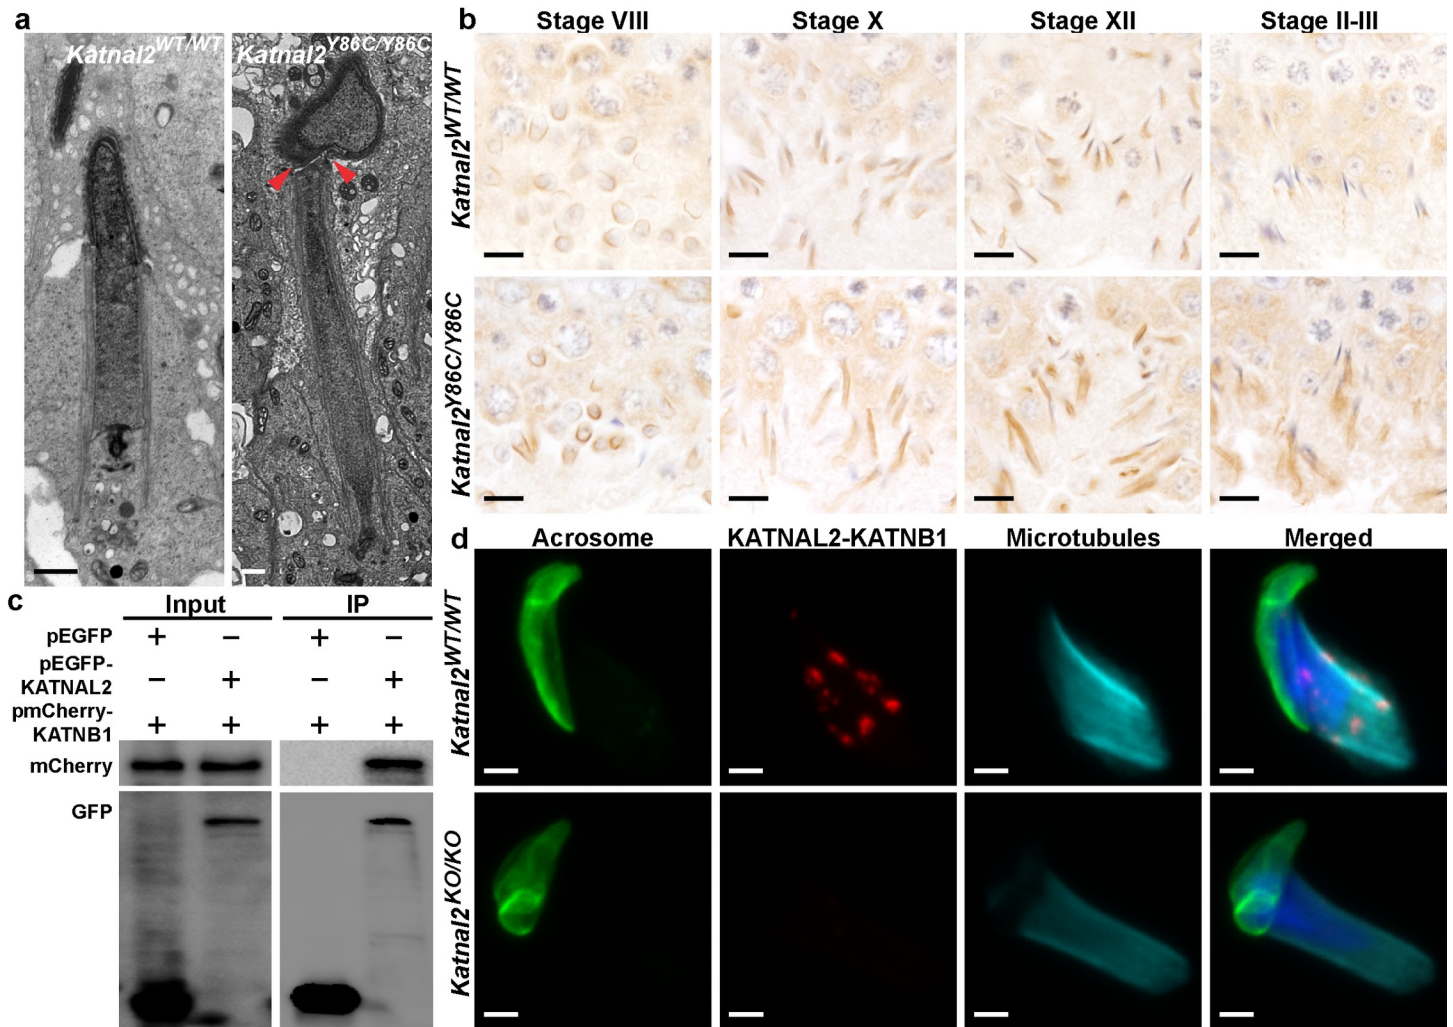 a
Katnal2WT/WT
Katnal2Y86C/Y86C
b
Stage VIII
Stage X
Stage XII
Stage II-III
Katnal2WT/WT
Katnal2Y86C/Y86C
c
Input
IP
pEGFP
+
–
+
–
pEGFP-
KATNAL2
–
+
–
+
pmCherry-
KATNB1
+
+
+
+
mCherry
GFP
d
Acrosome
KATNAL2-KATNB1
Microtubules
Merged
Katnal2WT/WT
Katnal2KO/KO